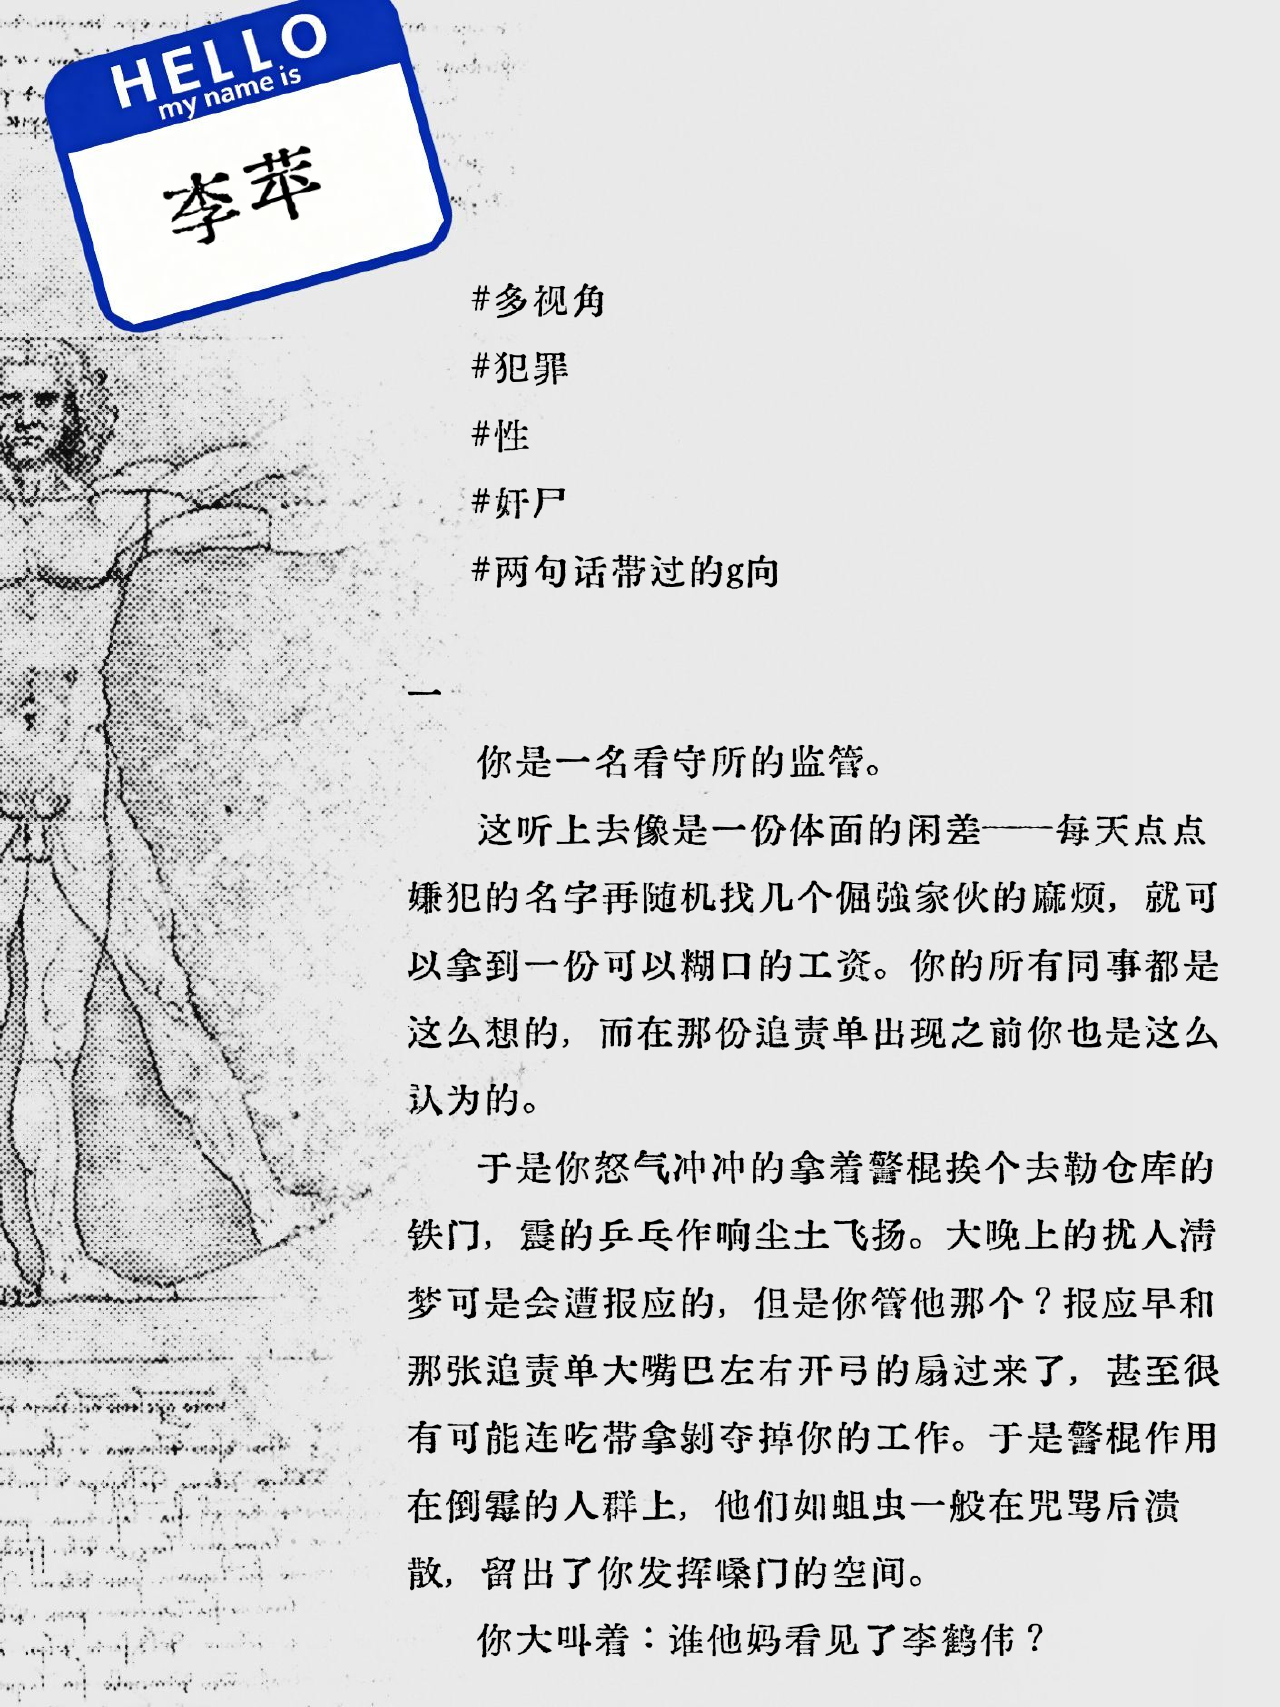 HELLO
my name is
李苹
#多视角
#犯罪
#性
#奸尸
#两句话带过的g向
一
你是一名看守所的监管。
这听上去像是一份体面的闲差——每天点点
嫌犯的名字再随机找几个倔強家伙的麻烦，就可
以拿到一份可以糊口的工资。你的所有同事都是
这么想的，而在那份追责单出现之前你也是这么
认为的。
于是你怒气冲冲的拿着警棍挨个去勒仓库的
铁门，震的乒乓作响尘土飞扬。大晚上的扰人清
梦可是会遭报应的，但是你管他那个？报应早和
那张追责单大嘴巴左右开弓的扇过来了，甚至很
有可能连吃带拿剥夺掉你的工作。于是警棍作用
在倒霉的人群上，他们如蛆虫一般在咒骂后溃
散，留出了你发挥嗓门的空间。
你大叫着：谁他妈看见了李鹤伟？